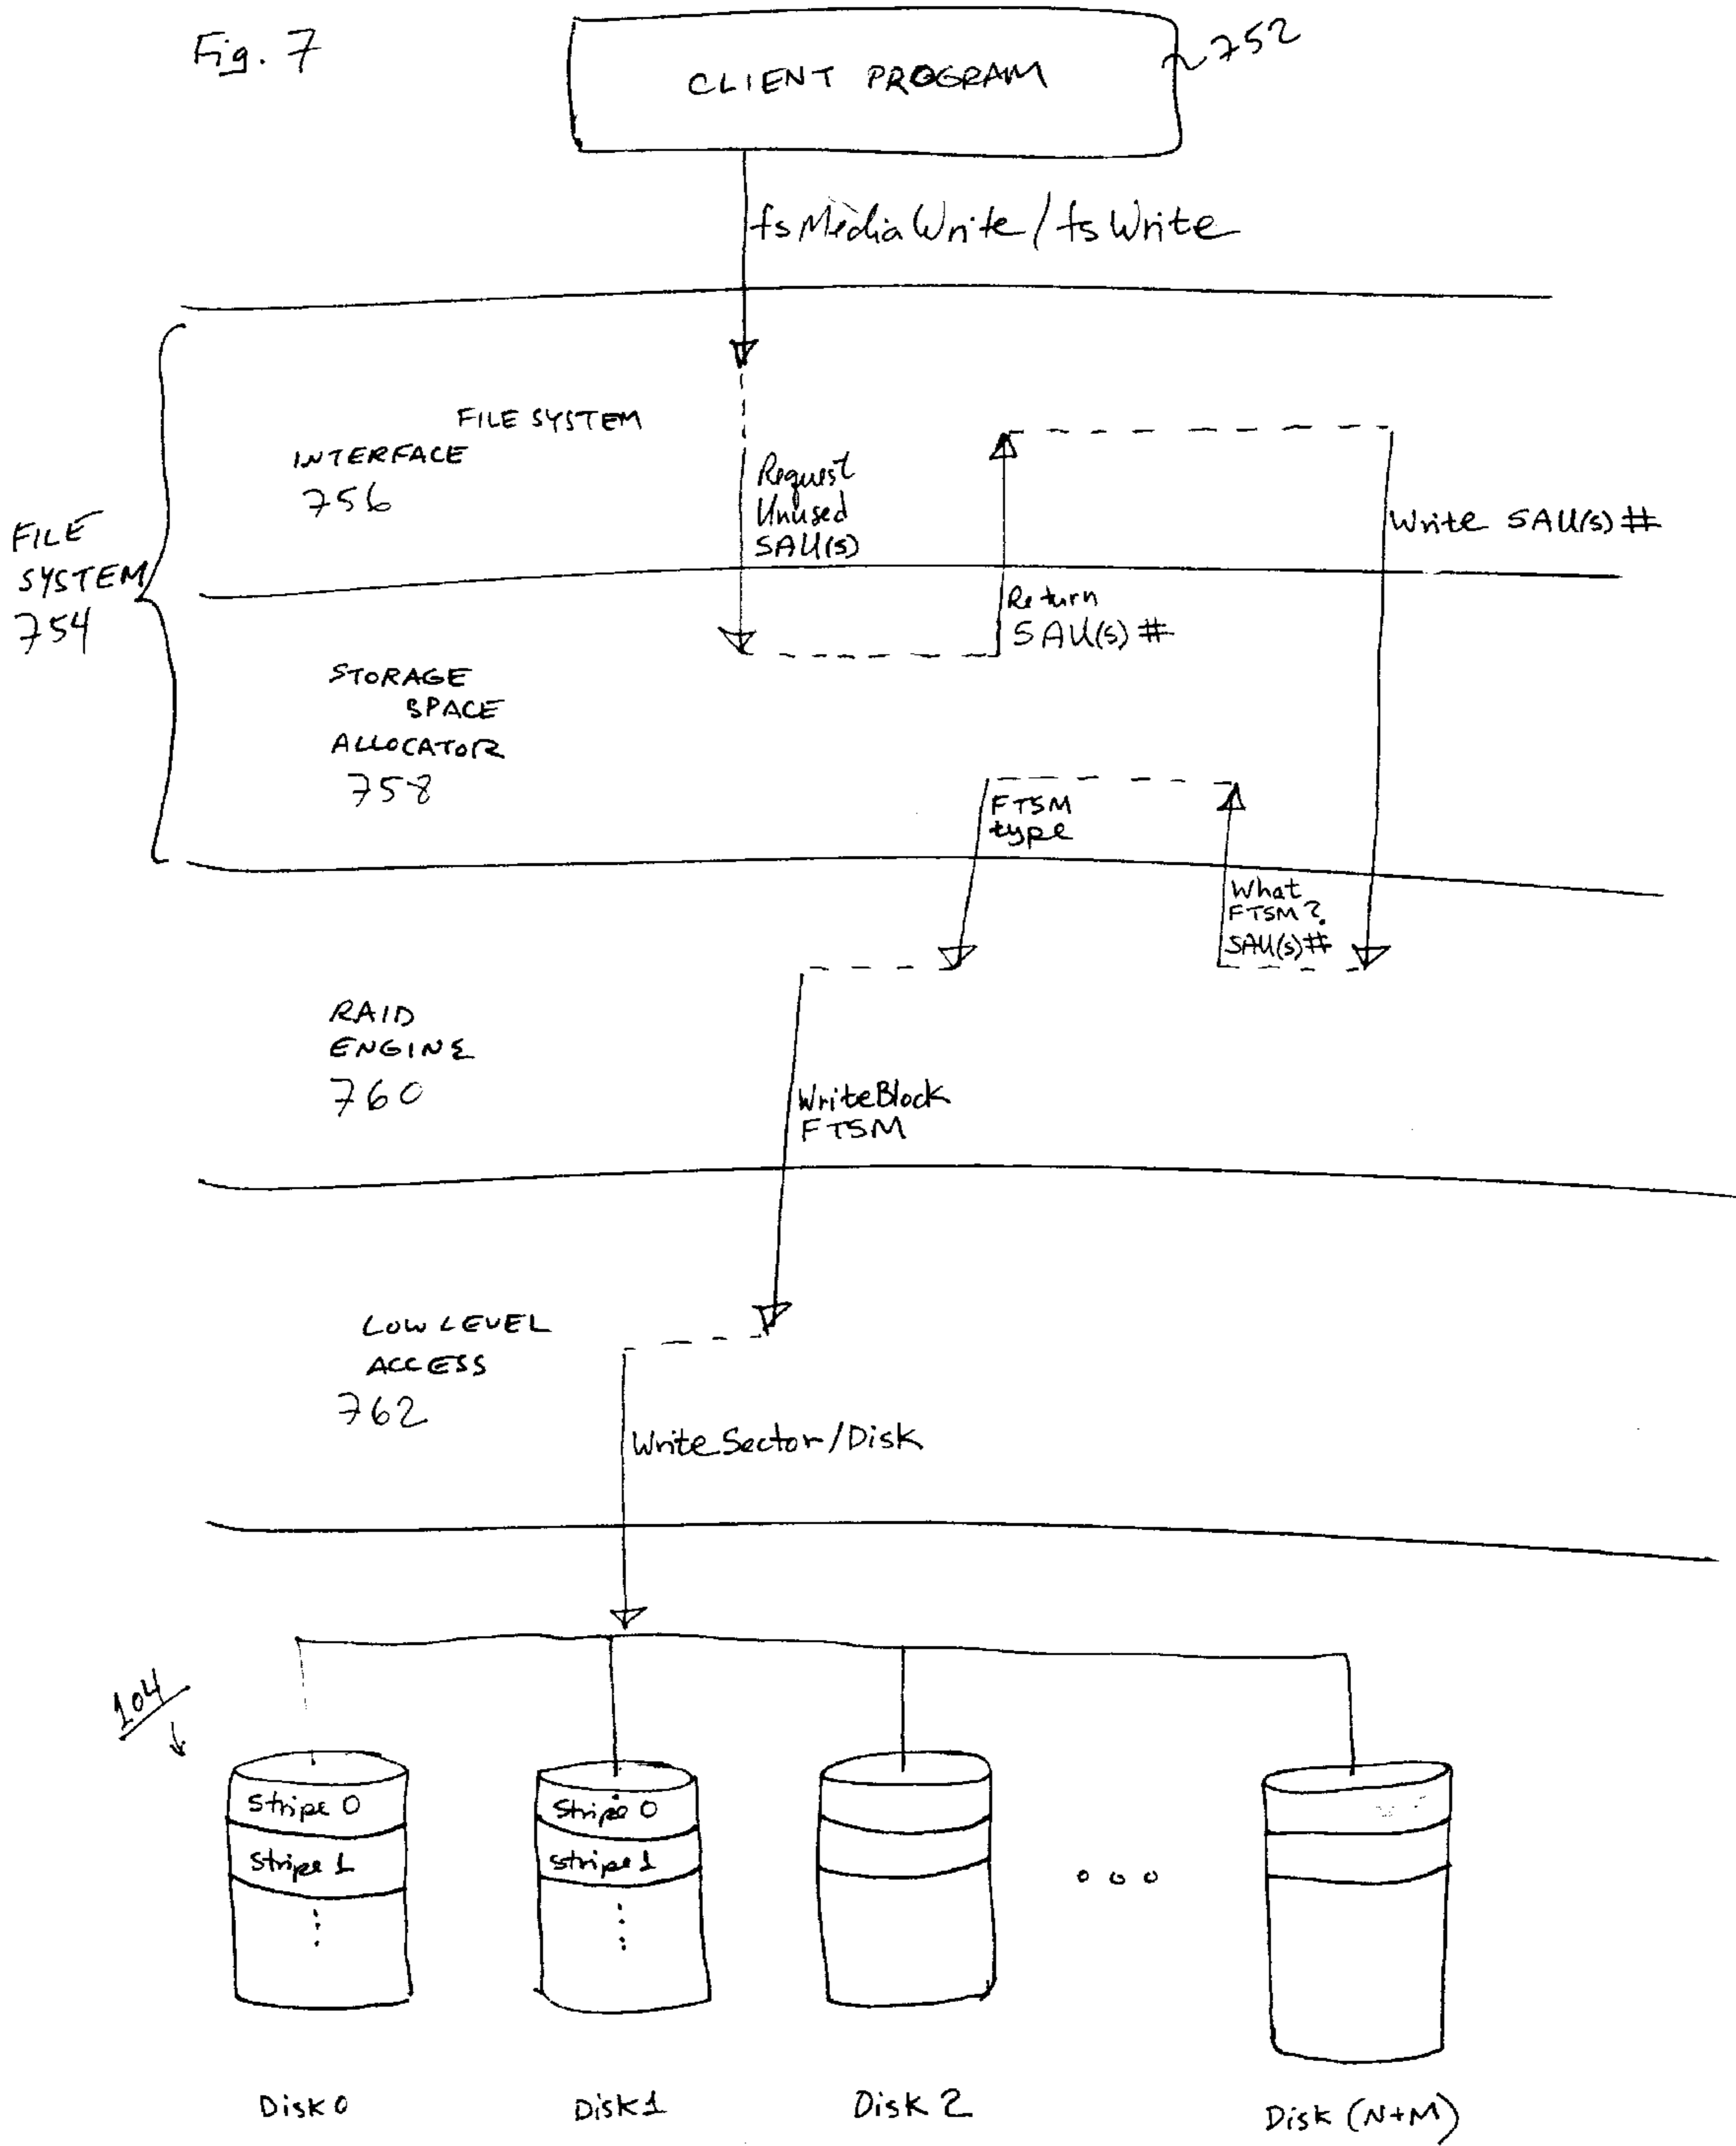 Fig. 7
CLIENT PROGRAM
752
fsMediaWrite/fsWrite
FILE SYSTEM
INTERFACE
756
Request
Unused
SAU(s)
Write SAU(s)#
FILE
SYSTEM
754
Return
SAU(s)#
STORAGE
SPACE
ALLOCATOR
758
FTSM
type
What
FTSM?
SAU(s)#
RAID
ENGINE
760
WriteBlock
FTSM
LOW LEVEL
ACCESS
762
WriteSector/Disk
104
Stripe 0
Stripe 0
Stripe 1
Stripe 1
Disk 0
Disk 1
Disk 2
Disk (N+M)